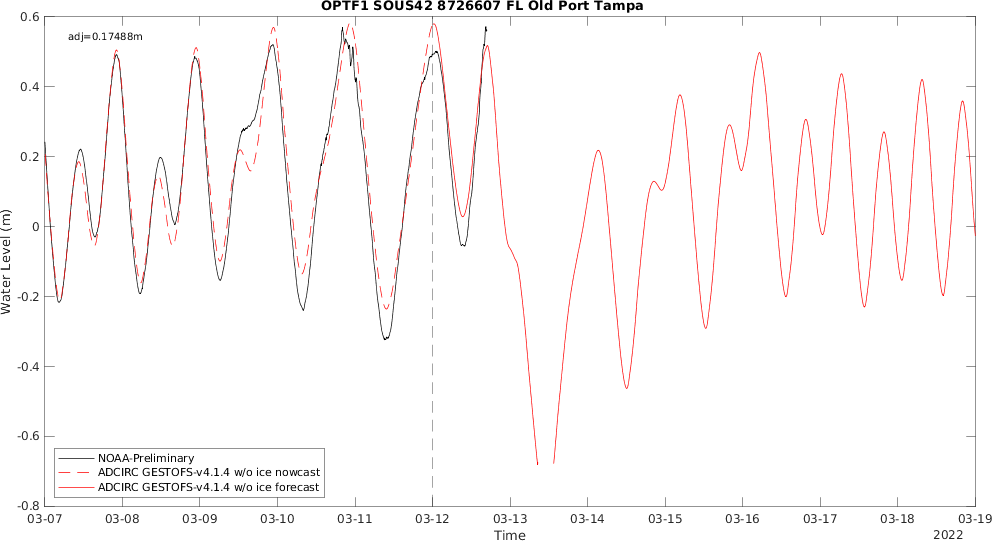 OPTF1 SOUS42 8726607 FL Old Port Tampa
adj=0.17488m
Water Level (m)
0.6
0.4
0.2
0
-0.2
-0.4
-0.6
-0.8
NOAA-Preliminary
ADCIRC GESTOFS-v4.1.4 w/o ice nowcast
ADCIRC GESTOFS-v4.1.4 w/o ice forecast
03-07 03-08 03-09 03-10 03-11 03-12 03-13 03-14 03-15 03-16 03-17 03-18 03-19
Time
2022